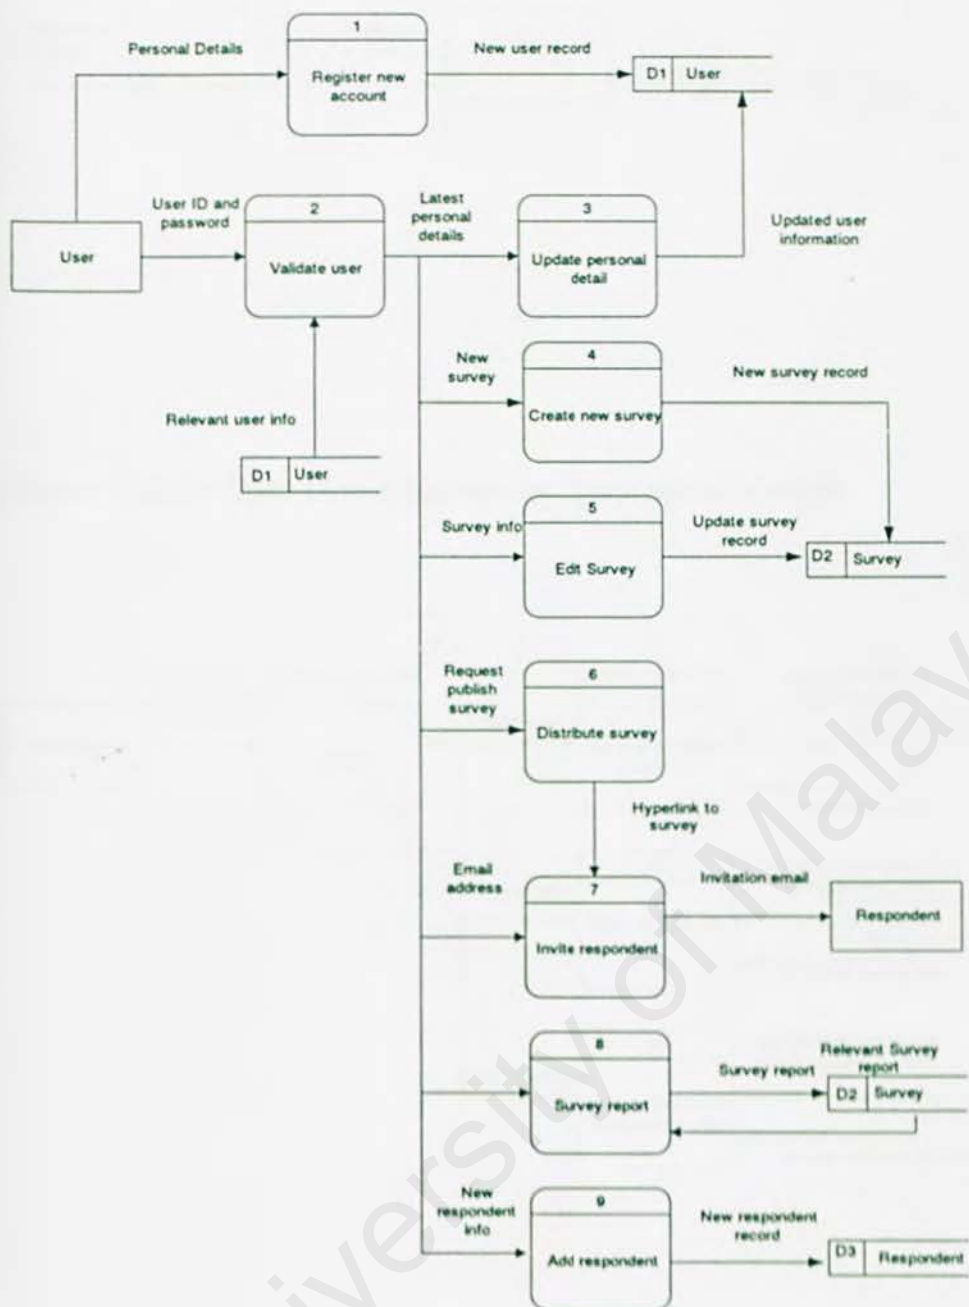 1
Personal Details
New user record
Register new
account
D1 User
User ID and
password
2
Latest
personal
details
3
Updated user
information
User
Validate user
Update personal
detail
New
survey
4
New survey record
Create new survey
Relevant user info
D1 User
Survey info
5
Update survey
record
Edit Survey
D2 Survey
Request
publish
survey
6
Distribute survey
Hyperlink to
survey
Email
address
7
Invitation email
Respondent
Invite respondent
8
Relevant Survey
report
Survey report
D2 Survey
Survey report
New
respondent
info
9
New respondent
record
Add respondent
D3 Respondent
University of Malay